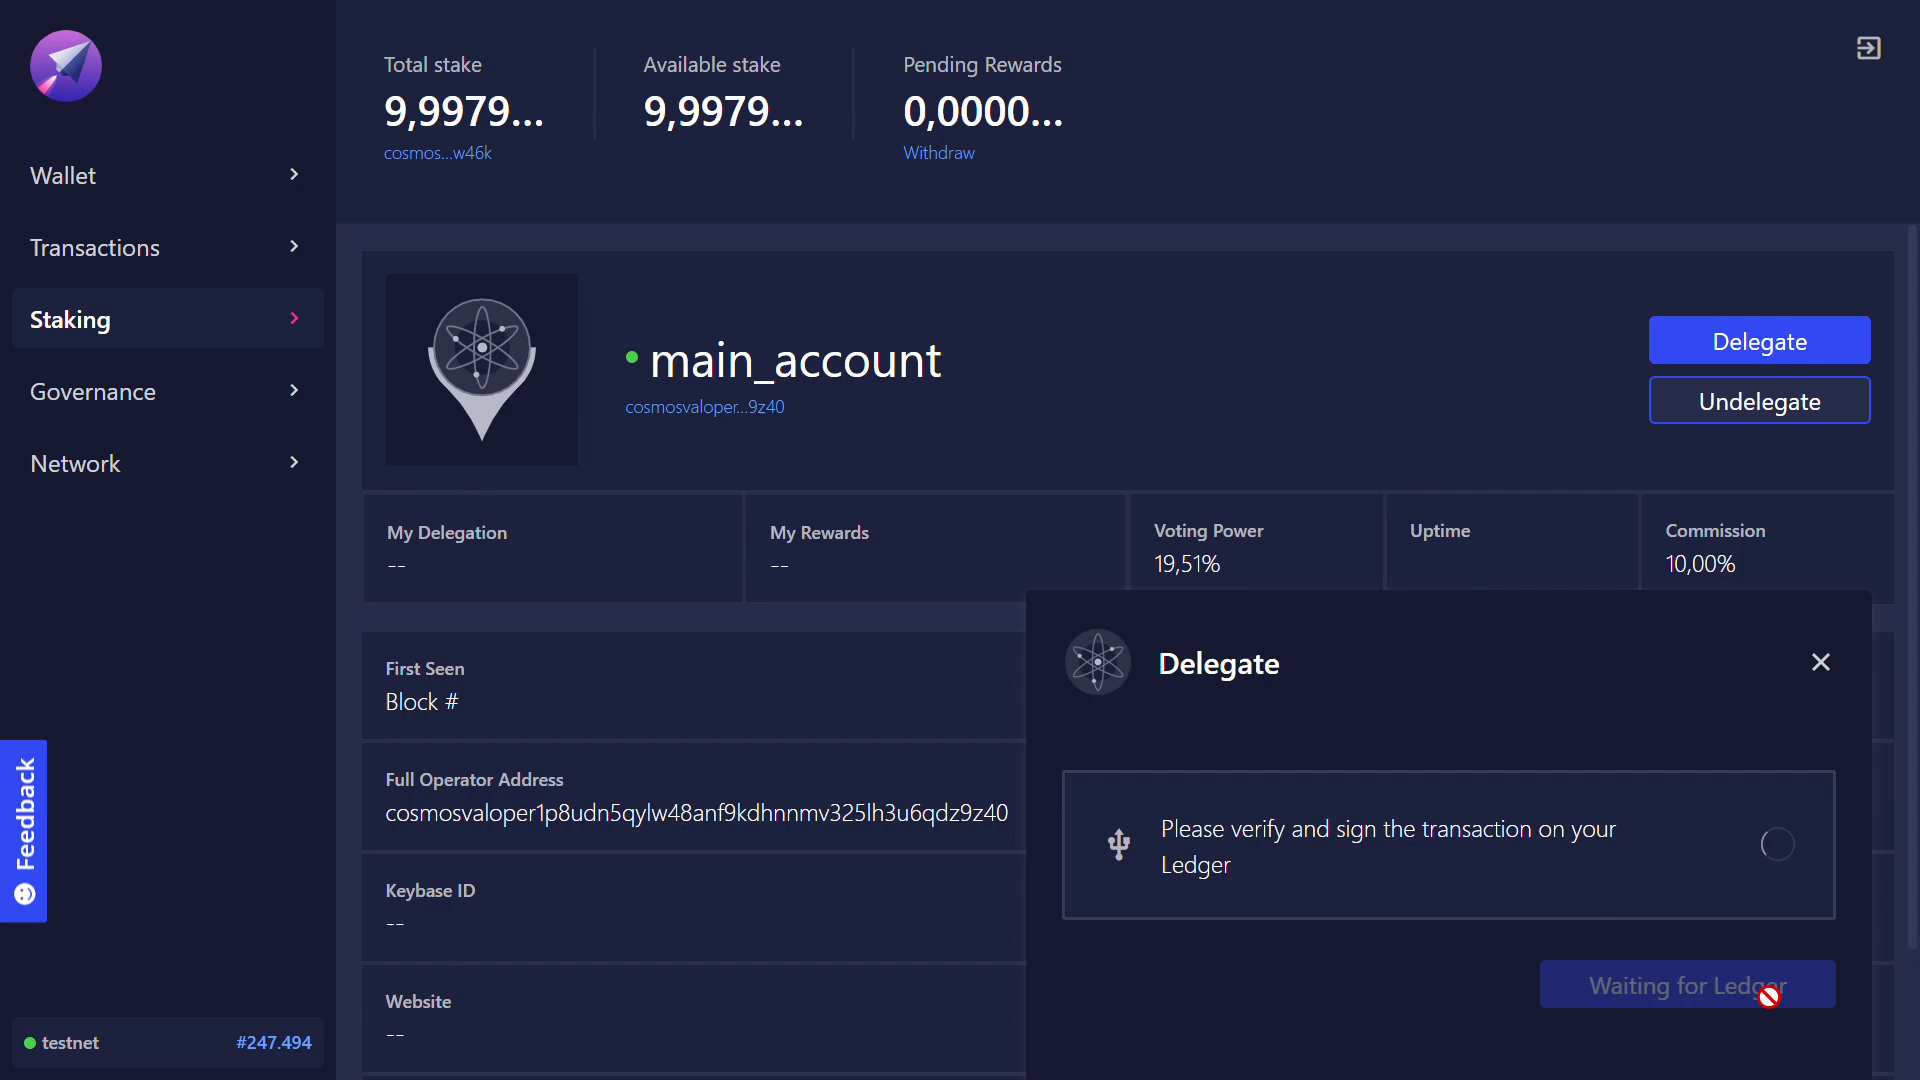 Total stake
9,9979...
cosmos...w46k
Available stake
9,9979...
Pending Rewards
0,0000...
Withdraw
Wallet
Transactions
Staking
Governance
Network
main_account
cosmosvaloper...9z40
Delegate
Undelegate
My Delegation
--
My Rewards
--
Voting Power
19,51%
Uptime
Commission
10,00%
First Seen
Block #
Full Operator Address
cosmosvaloper1p8udn5qylw48anf9kdhnnmv325lh3u6qdz9z40
Keybase ID
--
Website
--
Delegate
Please verify and sign the transaction on your
Ledger
Waiting for Ledger
Feedback
testnet
#247.494